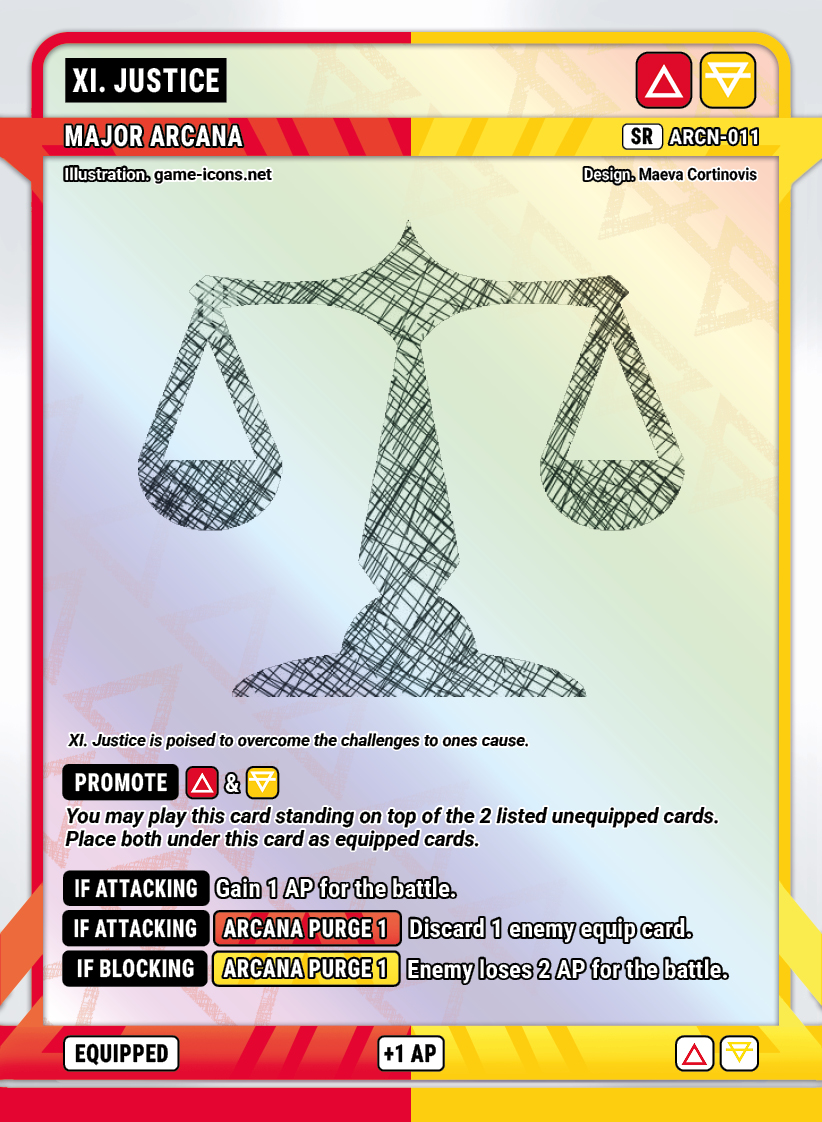 XI. JUSTICE
MAJOR ARCANA
SR ARCN-011
Illustration. game-icons.net
Design. Maeva Cortinovis
XI. Justice is poised to overcome the challenges to ones cause.
PROMOTE &
You may play this card standing on top of the 2 listed unequipped cards.
Place both under this card as equipped cards.
IF ATTACKING Gain 1 AP for the battle.
IF ATTACKING ARCANA PURGE 1 Discard 1 enemy equip card.
IF BLOCKING ARCANA PURGE 1 Enemy loses 2 AP for the battle.
EQUIPPED +1 AP